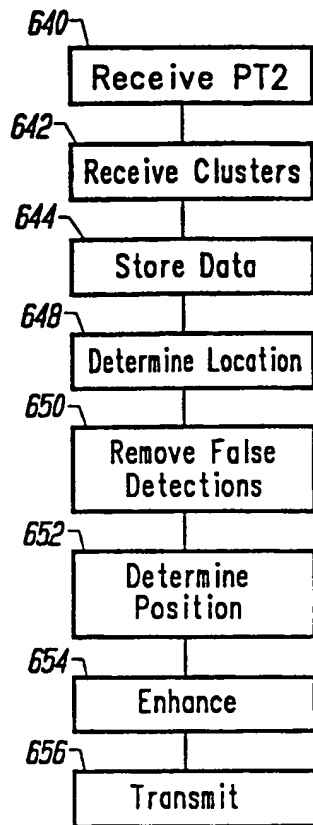 640
Receive PT2
642
Receive Clusters
644
Store Data
648
Determine Location
650
Remove False
Detections
652
Determine
Position
654
Enhance
656
Transmit